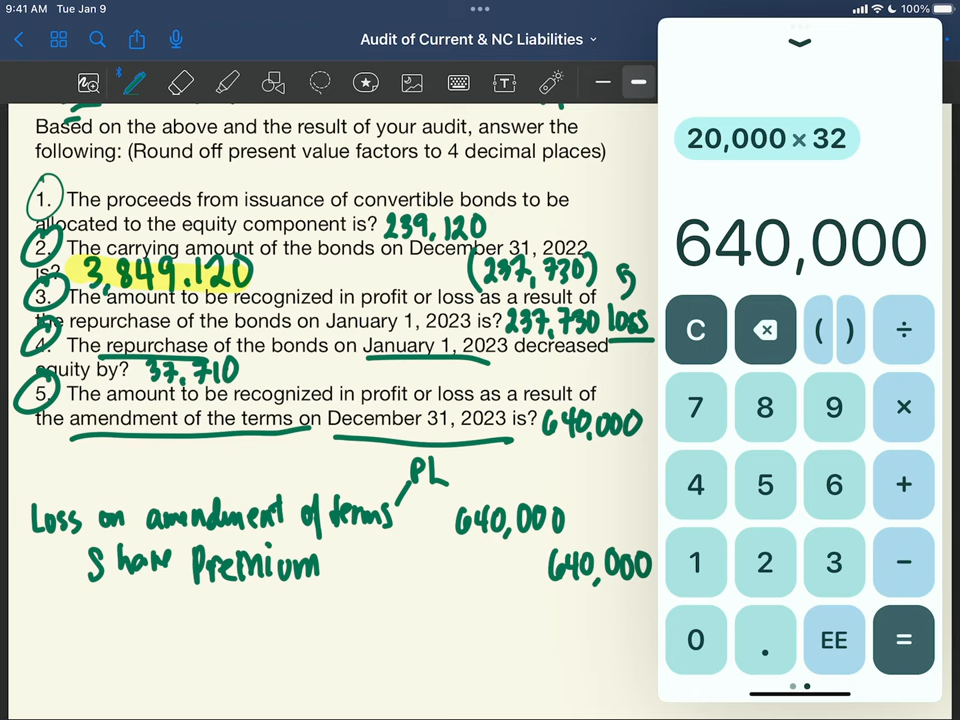 9:41 AM Tue Jan 9
100%
Audit of Current & NC Liabilities
Based on the above and the result of your audit, answer the
following: (Round off present value factors to 4 decimal places)
1. The proceeds from issuance of convertible bonds to be
allocated to the equity component is? 239,120
2. The carrying amount of the bonds on December 31, 2022
is? 3,849,120 (237,730)
3. The amount to be recognized in profit or loss as a result of
the repurchase of the bonds on January 1, 2023 is? 237,730 loss
4. The repurchase of the bonds on January 1, 2023 decreased
equity by? 37,710
5. The amount to be recognized in profit or loss as a result of
the amendment of the terms on December 31, 2023 is? 640,000
PL
Loss on amendment of terms 640,000
Share Premium 640,000
20,000 × 32
640,000
C ( ) ÷
7 8 9 ×
4 5 6 +
1 2 3 −
0 . EE =